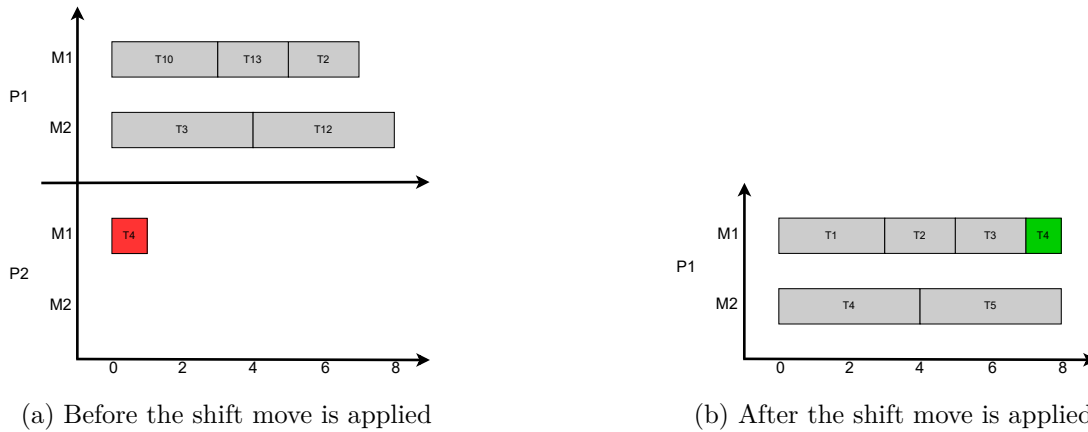 M1 T10 T13 T2
P1
M2 T3 T12
M1 T4
P2
M2
0 2 4 6 8
(a) Before the shift move is applied
M1 T1 T2 T3 T4
P1
M2 T4 T5
0 2 4 6 8
(b) After the shift move is applied